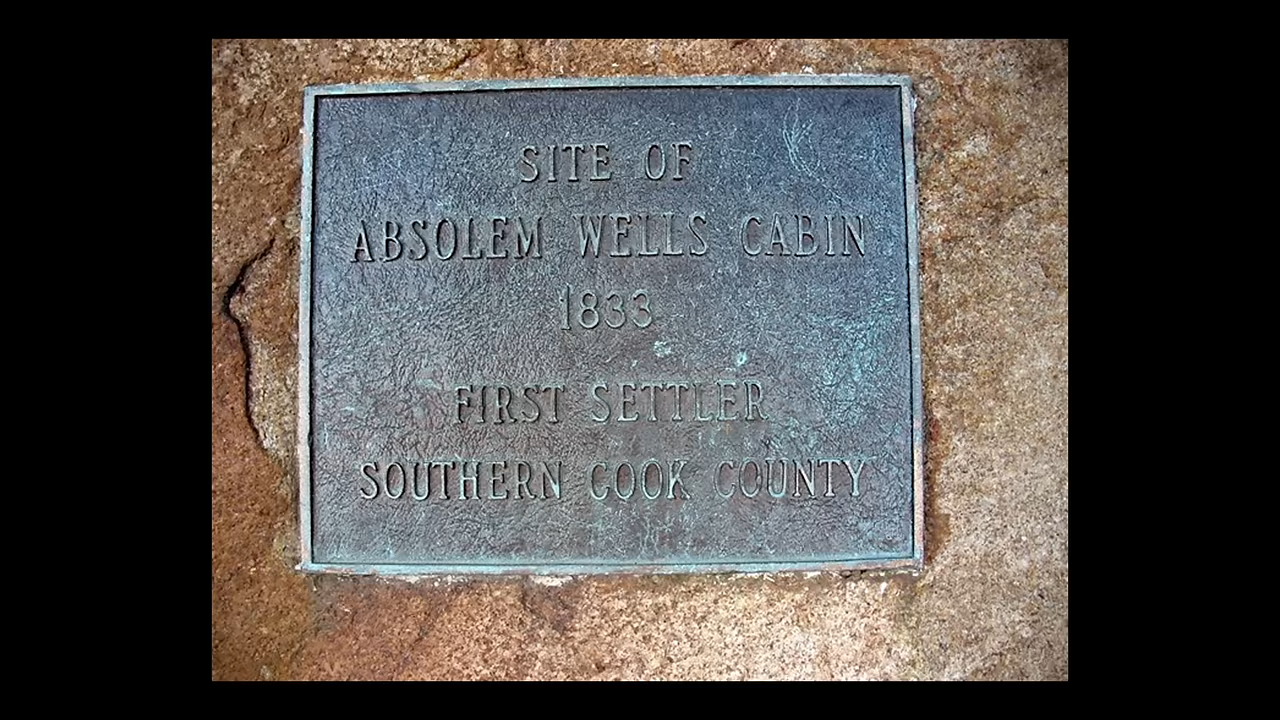 SITE OF
ABSOLEM WELLS CABIN
1833
FIRST SETTLER
SOUTHERN COOK COUNTY